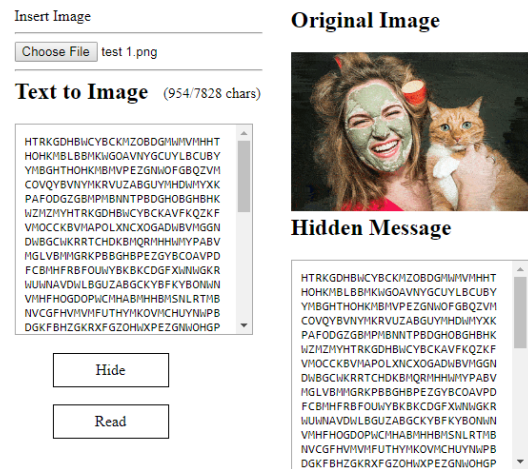 Insert Image
Choose File test 1.png
Text to Image (954/7828 chars)
HTRKGDHBWCYBCKMZOBDGMWMVMHHT
HOHKMBLBBMKWGOAVNYGCUYLBCUBY
YMBGHTHOHKMBMVPEZGNWOFGBQZVM
COVQYBVNYMKRVUZABGUYMHDWMYXK
PAFODGZGBMPMBNNTPBDGHOBGHBHK
WZMZMYHTRKGDHBWCYBCKAVFKQZKF
VMOCCKBVMAPOLXNCXOGADWBVMGGN
DWBGCWKRRTCHDKBMQRMHHWMYPABV
MGLVBMMGRKPBBGHBPEZGYBCOAVPD
FCBMHFRBFOUWYBKBKCDGFXWNWGKR
WUWNAVDWLBGUZABGCKYBFKYBONWN
VMHFHOGDOPWCMHABMHHBMSNLRTMB
NVCGFHVMVMFUTHYMKOVMCHUYNWPB
DGKFBHZGKRXFGZOHWXPEZGNWOHGP
Hide
Read
Original Image
Hidden Message
HTRKGDHBWCYBCKMZOBDGMWMVMHHT
HOHKMBLBBMKWGOAVNYGCUYLBCUBY
YMBGHTHOHKMBMVPEZGNWOFGBQZVM
COVQYBVNYMKRVUZABGUYMHDWMYXK
PAFODGZGBMPMBNNTPBDGHOBGHBHK
WZMZMYHTRKGDHBWCYBCKAVFKQZKF
VMOCCKBVMAPOLXNCXOGADWBVMGGN
DWBGCWKRRTCHDKBMQRMHHWMYPABV
MGLVBMMGRKPBBGHBPEZGYBCOAVPD
FCBMHFRBFOUWYBKBKCDGFXWNWGKR
WUWNAVDWLBGUZABGCKYBFKYBONWN
VMHFHOGDOPWCMHABMHHBMSNLRTMB
NVCGFHVMVMFUTHYMKOVMCHUYNWPB
DGKFBHZGKRXFGZOHWXPEZGNWOHGP